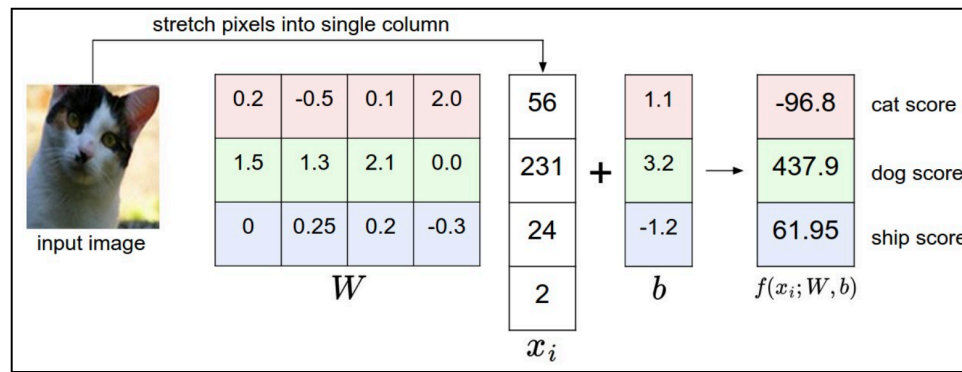 stretch pixels into single column
0.2 -0.5 0.1 2.0 56 1.1 -96.8 cat score
1.5 1.3 2.1 0.0 231 + 3.2 437.9 dog score
0 0.25 0.2 -0.3 24 -1.2 61.95 ship score
input image
W 2 b f(x_i; W, b)
x_i